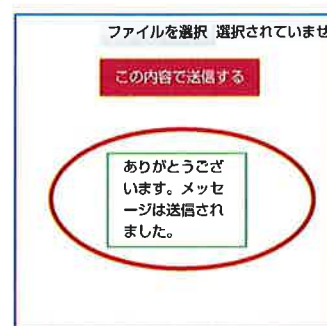 ファイルを選択 選択されていませ
この内容で送信する
ありがとうござ
います。メッセ
ージは送信され
ました。